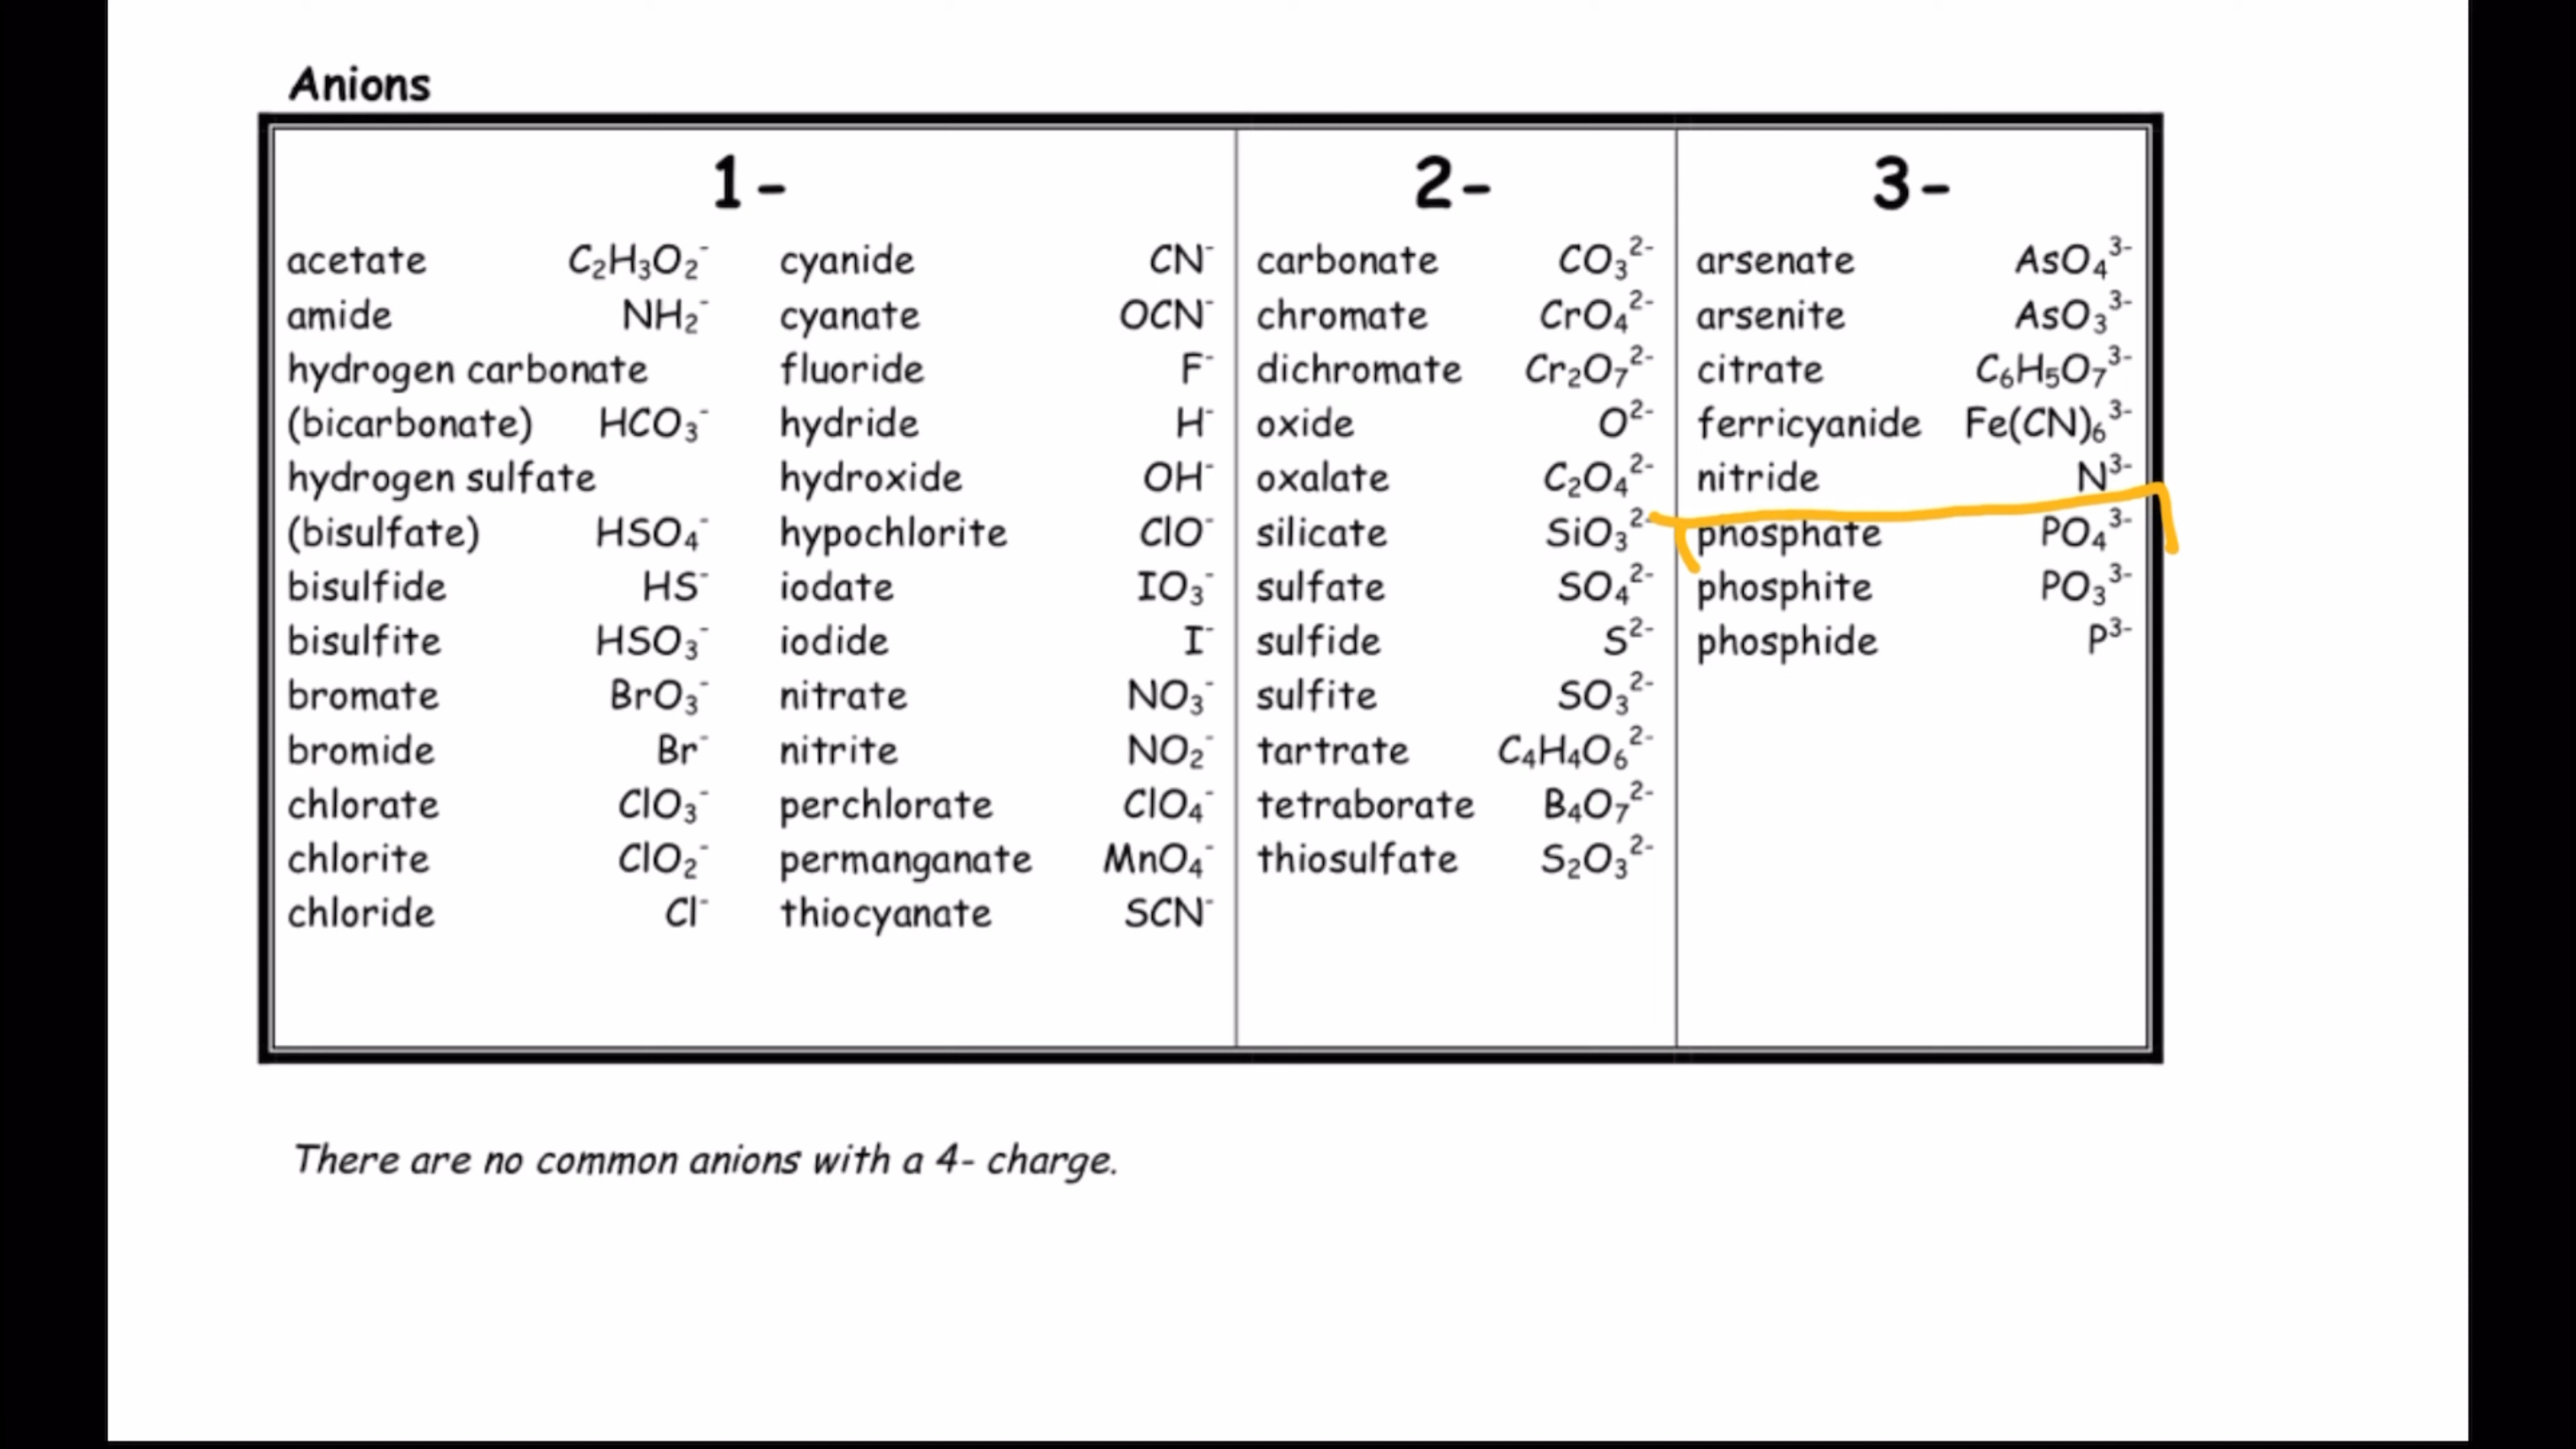 Anions
1-
acetate C₂H₃O₂⁻
amide NH₂⁻
hydrogen carbonate
(bicarbonate) HCO₃⁻
hydrogen sulfate
(bisulfate) HSO₄⁻
bisulfide HS⁻
bisulfite HSO₃⁻
bromate BrO₃⁻
bromide Br⁻
chlorate ClO₃⁻
chlorite ClO₂⁻
chloride Cl⁻
cyanide CN⁻
cyanate OCN⁻
fluoride F⁻
hydride H⁻
hydroxide OH⁻
hypochlorite ClO⁻
iodate IO₃⁻
iodide I⁻
nitrate NO₃⁻
nitrite NO₂⁻
perchlorate ClO₄⁻
permanganate MnO₄⁻
thiocyanate SCN⁻
2-
carbonate CO₃²⁻
chromate CrO₄²⁻
dichromate Cr₂O₇²⁻
oxide O²⁻
oxalate C₂O₄²⁻
silicate SiO₃²⁻
sulfate SO₄²⁻
sulfide S²⁻
sulfite SO₃²⁻
tartrate C₄H₄O₆²⁻
tetraborate B₄O₇²⁻
thiosulfate S₂O₃²⁻
3-
arsenate AsO₄³⁻
arsenite AsO₃³⁻
citrate C₆H₅O₇³⁻
ferricyanide Fe(CN)₆³⁻
nitride N³⁻
phosphate PO₄³⁻
phosphite PO₃³⁻
phosphide P³⁻
There are no common anions with a 4- charge.